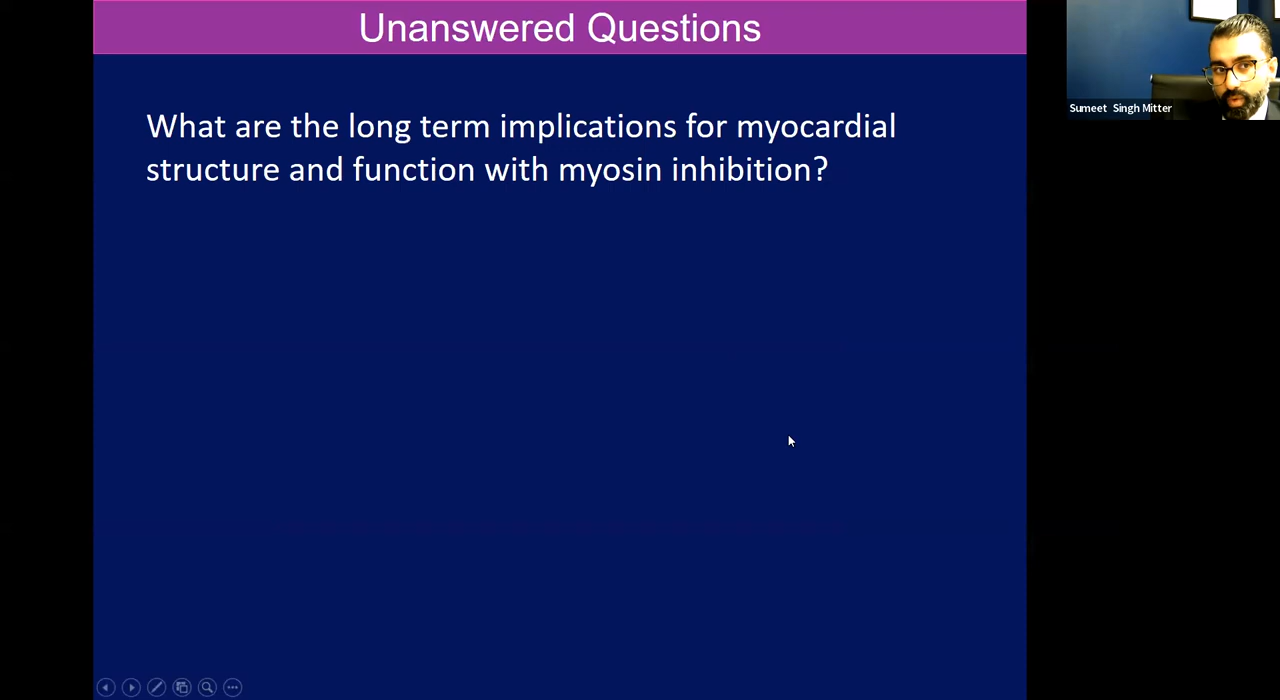 Unanswered Questions
What are the long term implications for myocardial
structure and function with myosin inhibition?
Sumeet Singh Mitter